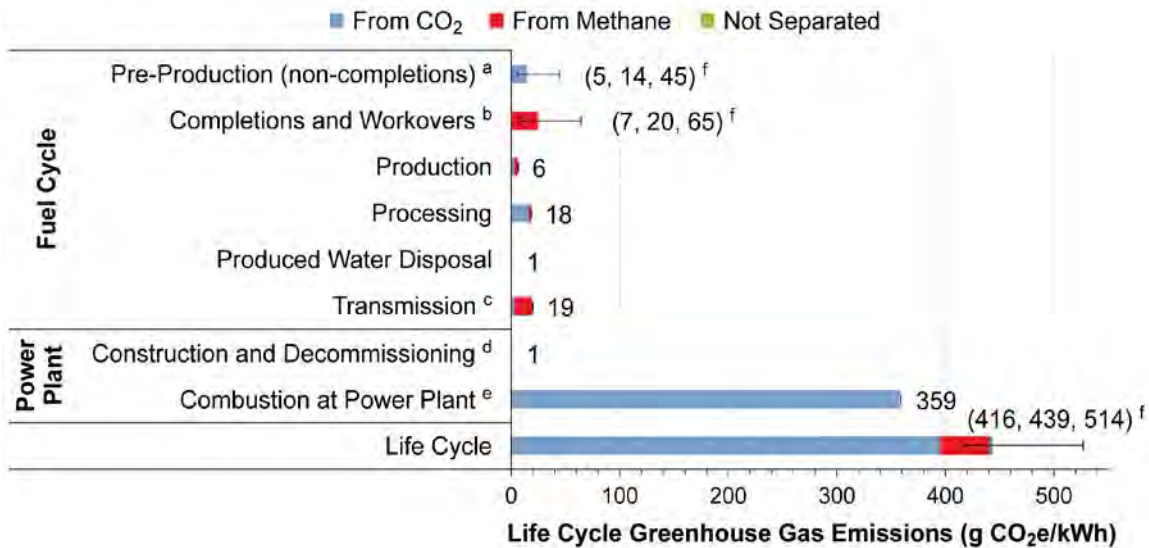 From CO₂ From Methane Not Separated
Fuel Cycle
Pre-Production (non-completions) ᵃ (5, 14, 45) ᶠ
Completions and Workovers ᵇ (7, 20, 65) ᶠ
Production 6
Processing 18
Produced Water Disposal 1
Transmission ᶜ 19
Power
Plant
Construction and Decommissioning ᵈ 1
Combustion at Power Plant ᵉ 359
(416, 439, 514) ᶠ
Life Cycle
0 100 200 300 400 500
Life Cycle Greenhouse Gas Emissions (g CO₂e/kWh)